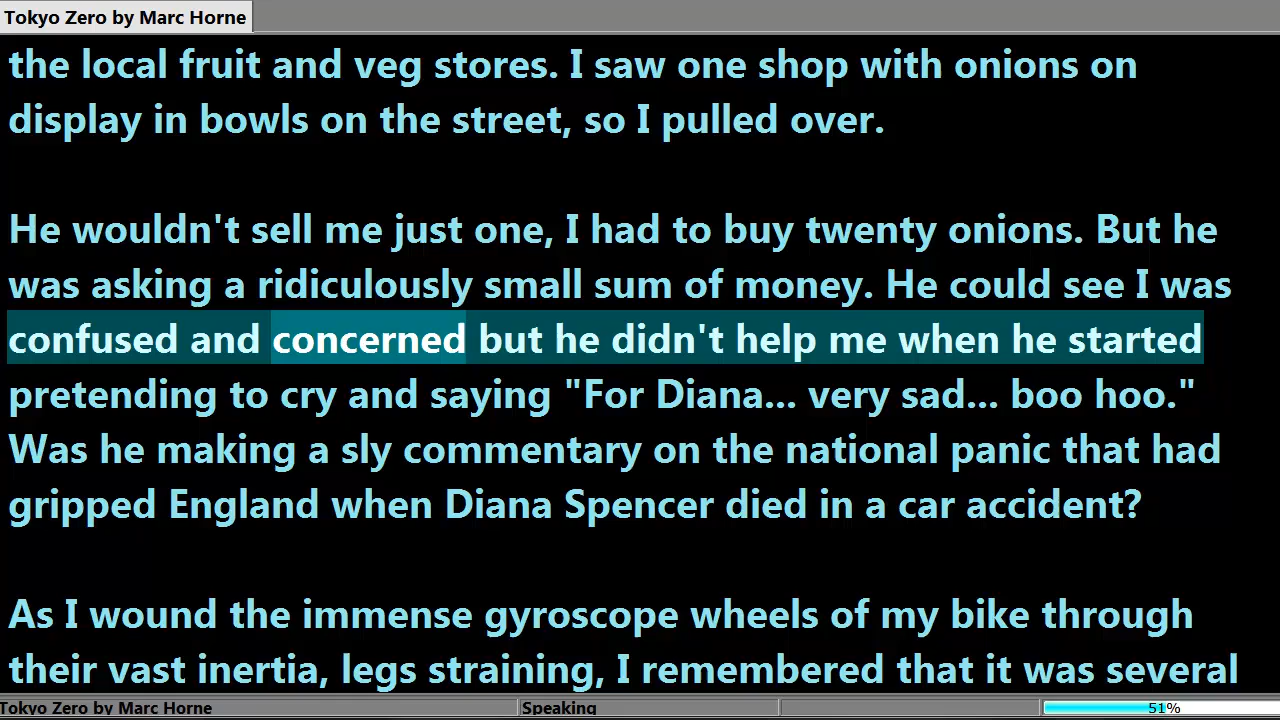 Tokyo Zero by Marc Horne
the local fruit and veg stores. I saw one shop with onions on
display in bowls on the street, so I pulled over.
He wouldn't sell me just one, I had to buy twenty onions. But he
was asking a ridiculously small sum of money. He could see I was
confused and concerned but he didn't help me when he started
pretending to cry and saying "For Diana... very sad... boo hoo."
Was he making a sly commentary on the national panic that had
gripped England when Diana Spencer died in a car accident?
As I wound the immense gyroscope wheels of my bike through
their vast inertia, legs straining, I remembered that it was several
Tokyo Zero by Marc Horne Speaking 51%